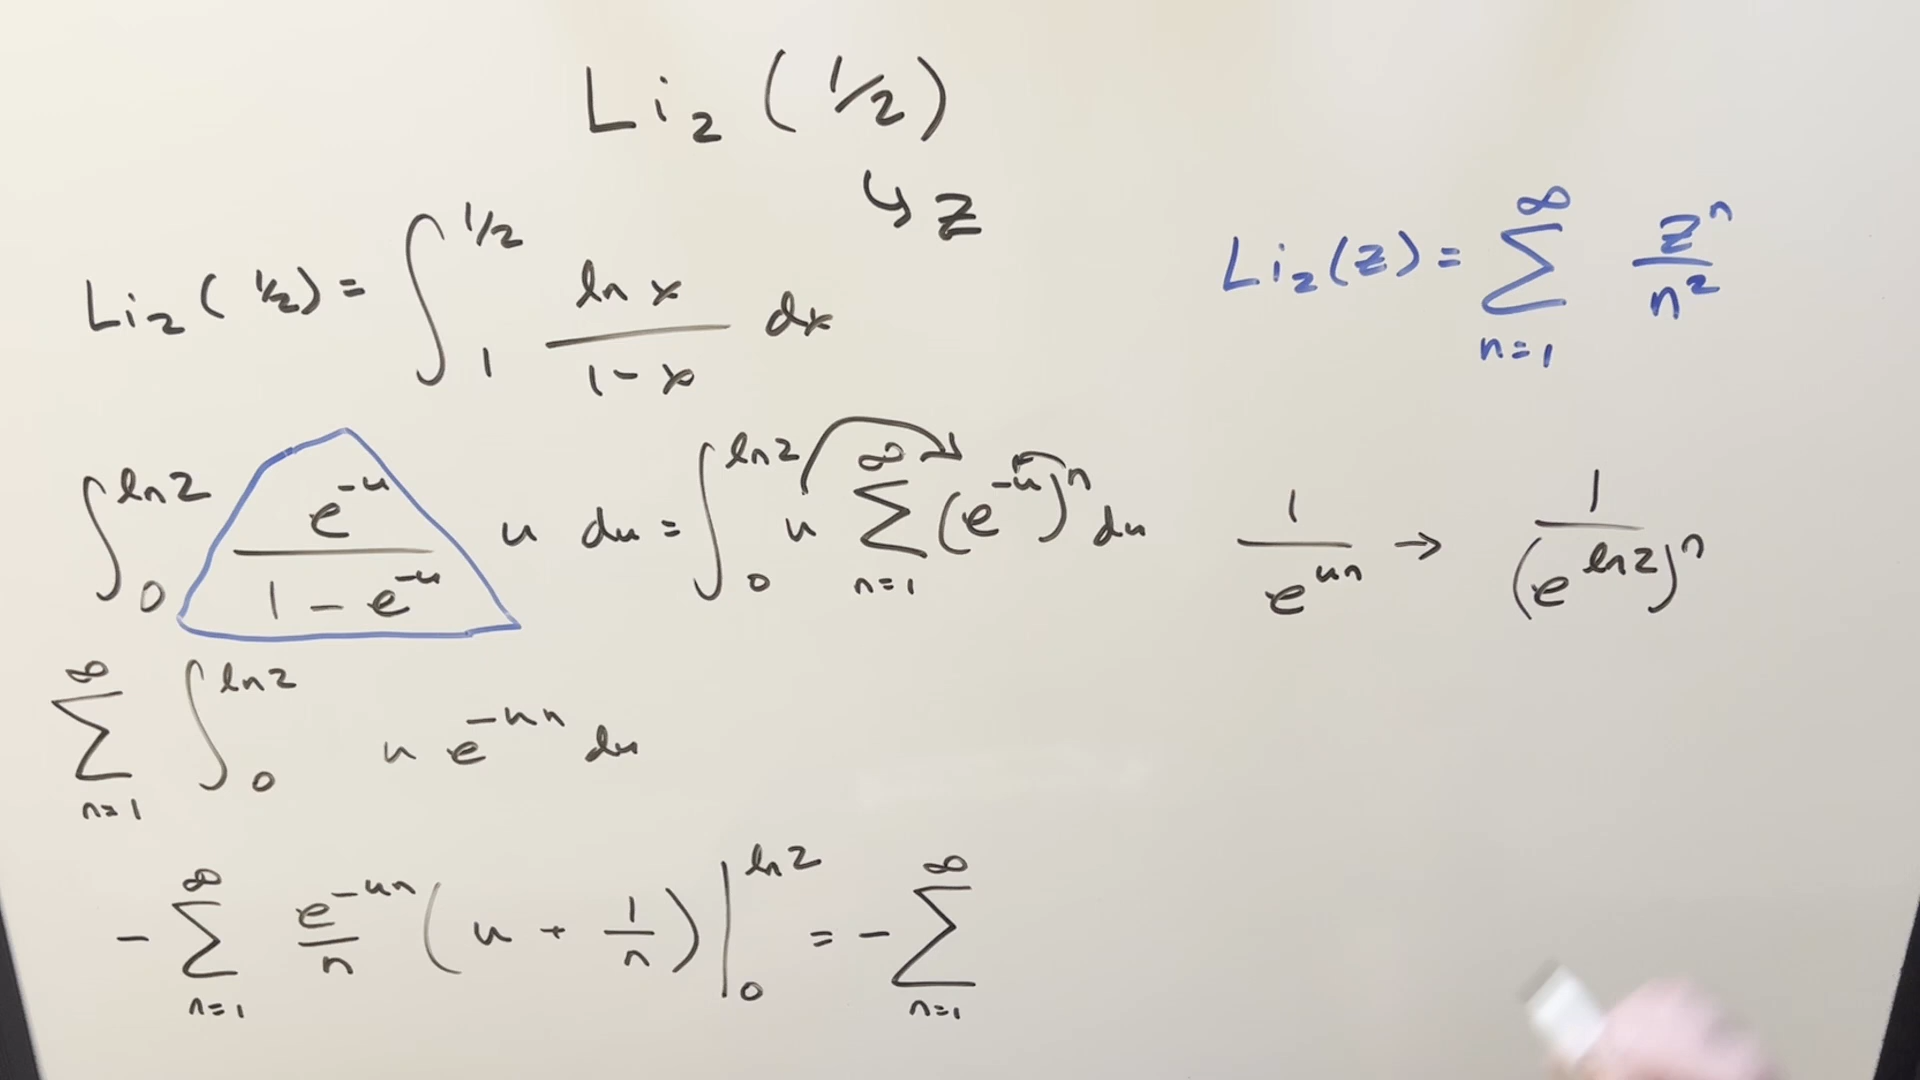 Li₂ (1/2)
↳ z
Li₂(z) = ∑_{n=1}^{∞} zⁿ/n²
Li₂ (1/2) = ∫_{1}^{1/2} ln x / (1-x) dx
∫_{0}^{ln2} e^{-u} / (1 - e^{-u}) u du = ∫_{0}^{ln2} u ∑_{n=1}^{∞} (e^{-u})ⁿ du
1/e^{un} → 1/(e^{ln2})ⁿ
∑_{n=1}^{∞} ∫_{0}^{ln2} u e^{-un} du
- ∑_{n=1}^{∞} e^{-un}/n (u + 1/n) |_{0}^{ln2} = - ∑_{n=1}^{∞}